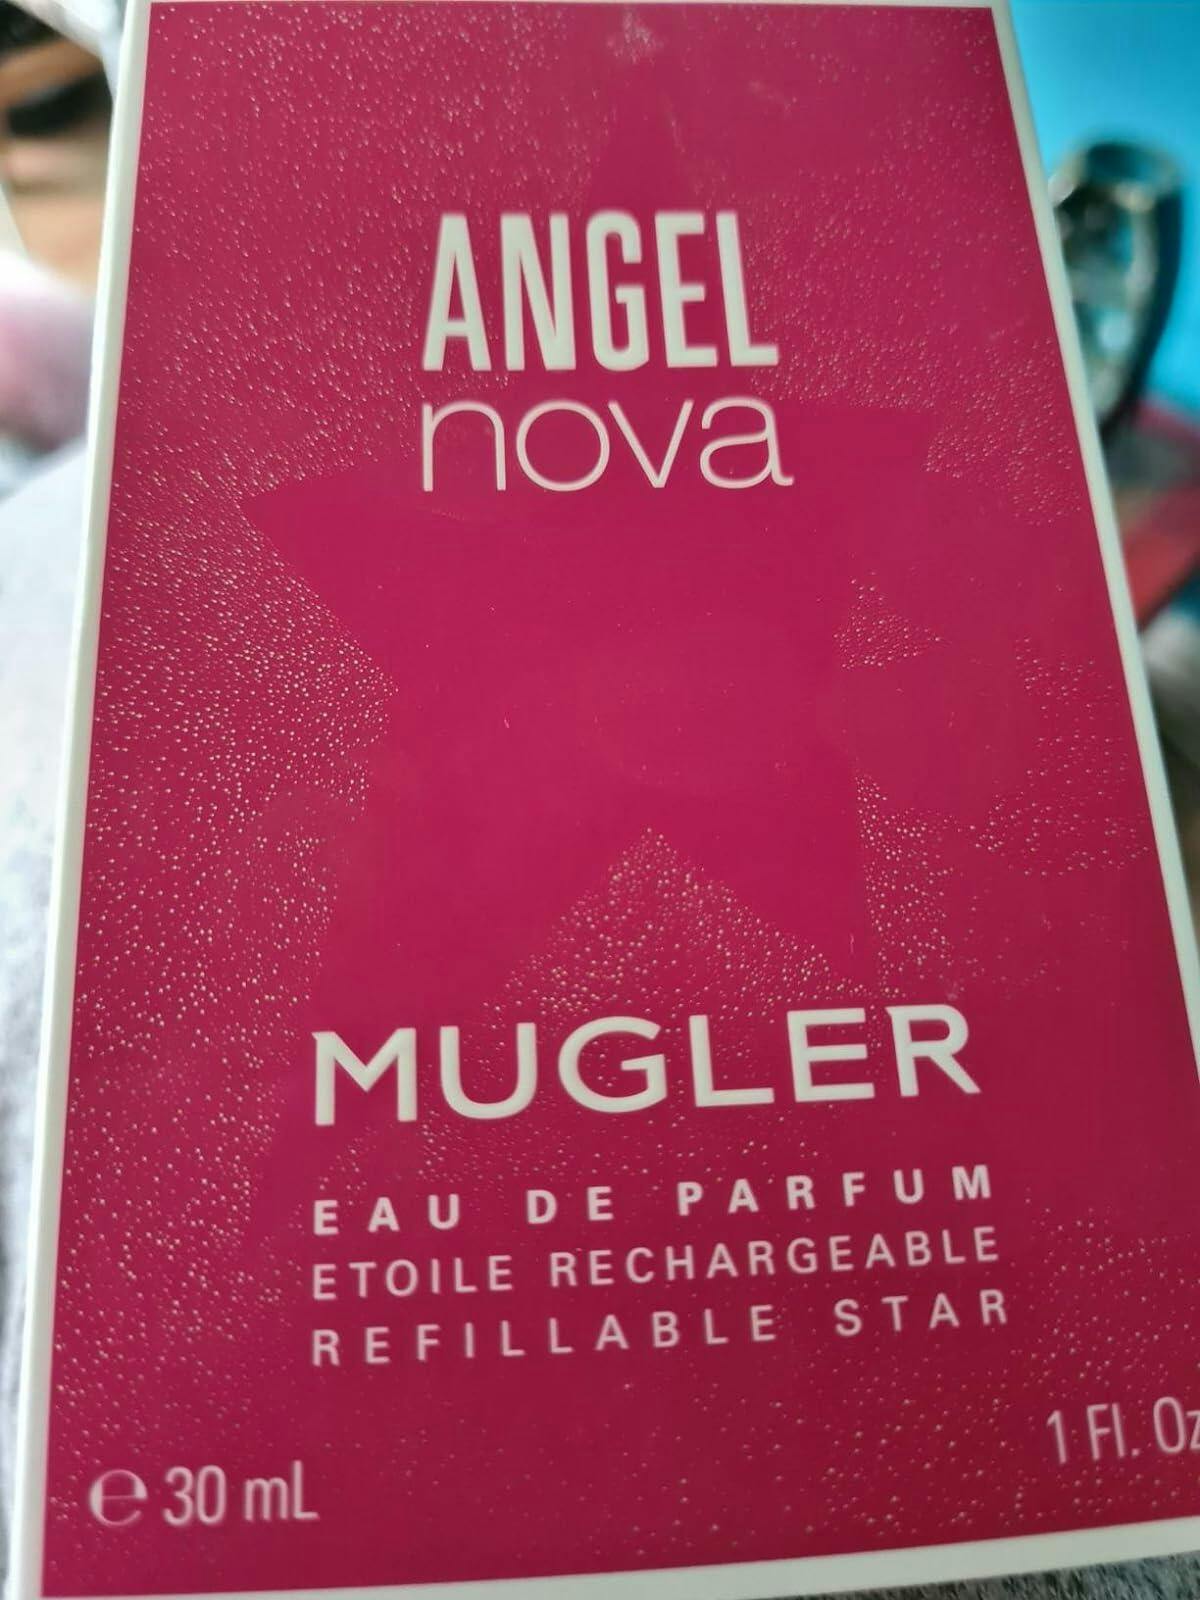 ANGEL
nova
MUGLER
EAU DE PARFUM
ETOILE RECHARGEABLE
REFILLABLE STAR
℮ 30 mL
1 Fl. Oz